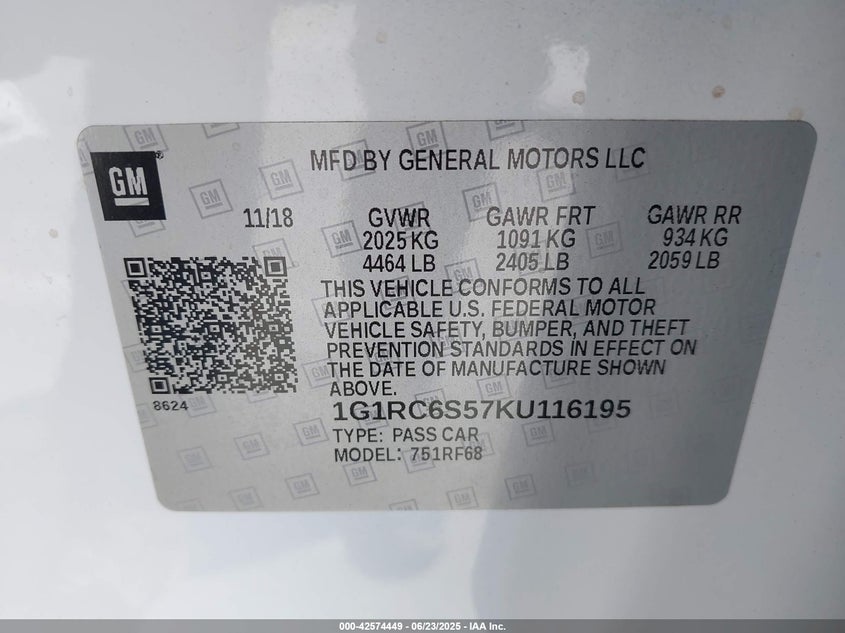 GM
MFD BY GENERAL MOTORS LLC
11/18 GVWR GAWR FRT GAWR RR
2025 KG 1091 KG 934 KG
4464 LB 2405 LB 2059 LB
THIS VEHICLE CONFORMS TO ALL
APPLICABLE U.S. FEDERAL MOTOR
VEHICLE SAFETY, BUMPER, AND THEFT
PREVENTION STANDARDS IN EFFECT ON
THE DATE OF MANUFACTURE SHOWN
ABOVE.
8624
1G1RC6S57KU116195
TYPE: PASS CAR
MODEL: 751RF68
000-42574449 - 06/23/2025 - IAA Inc.